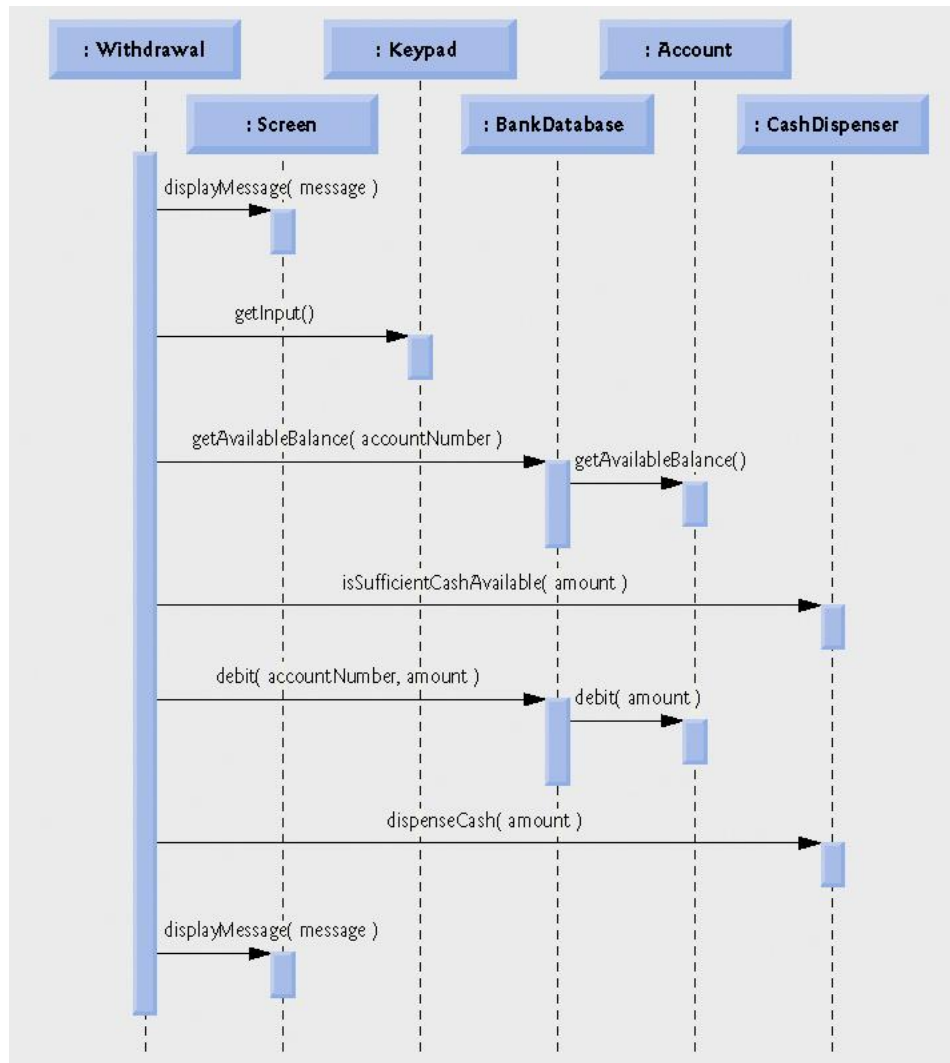 : Withdrawal
: Keypad
: Account
: Screen
: BankDatabase
: CashDispenser
displayMessage( message )
getInput()
getAvailableBalance( accountNumber )
getAvailableBalance()
isSufficientCashAvailable( amount )
debit( accountNumber, amount )
debit( amount )
dispenseCash( amount )
displayMessage( message )